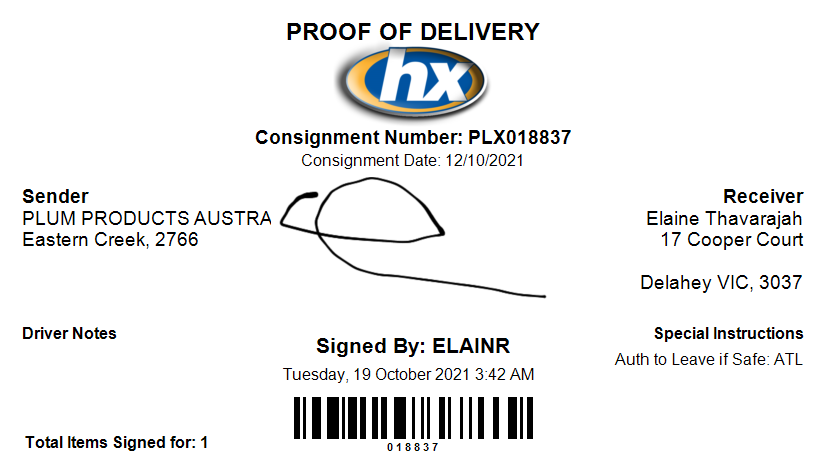 PROOF OF DELIVERY
hx
Consignment Number: PLX018837
Consignment Date: 12/10/2021
Sender
PLUM PRODUCTS AUSTRA
Eastern Creek, 2766
Receiver
Elaine Thavarajah
17 Cooper Court
Delahey VIC, 3037
Driver Notes
Signed By: ELAINR
Tuesday, 19 October 2021 3:42 AM
Special Instructions
Auth to Leave if Safe: ATL
Total Items Signed for: 1
018837